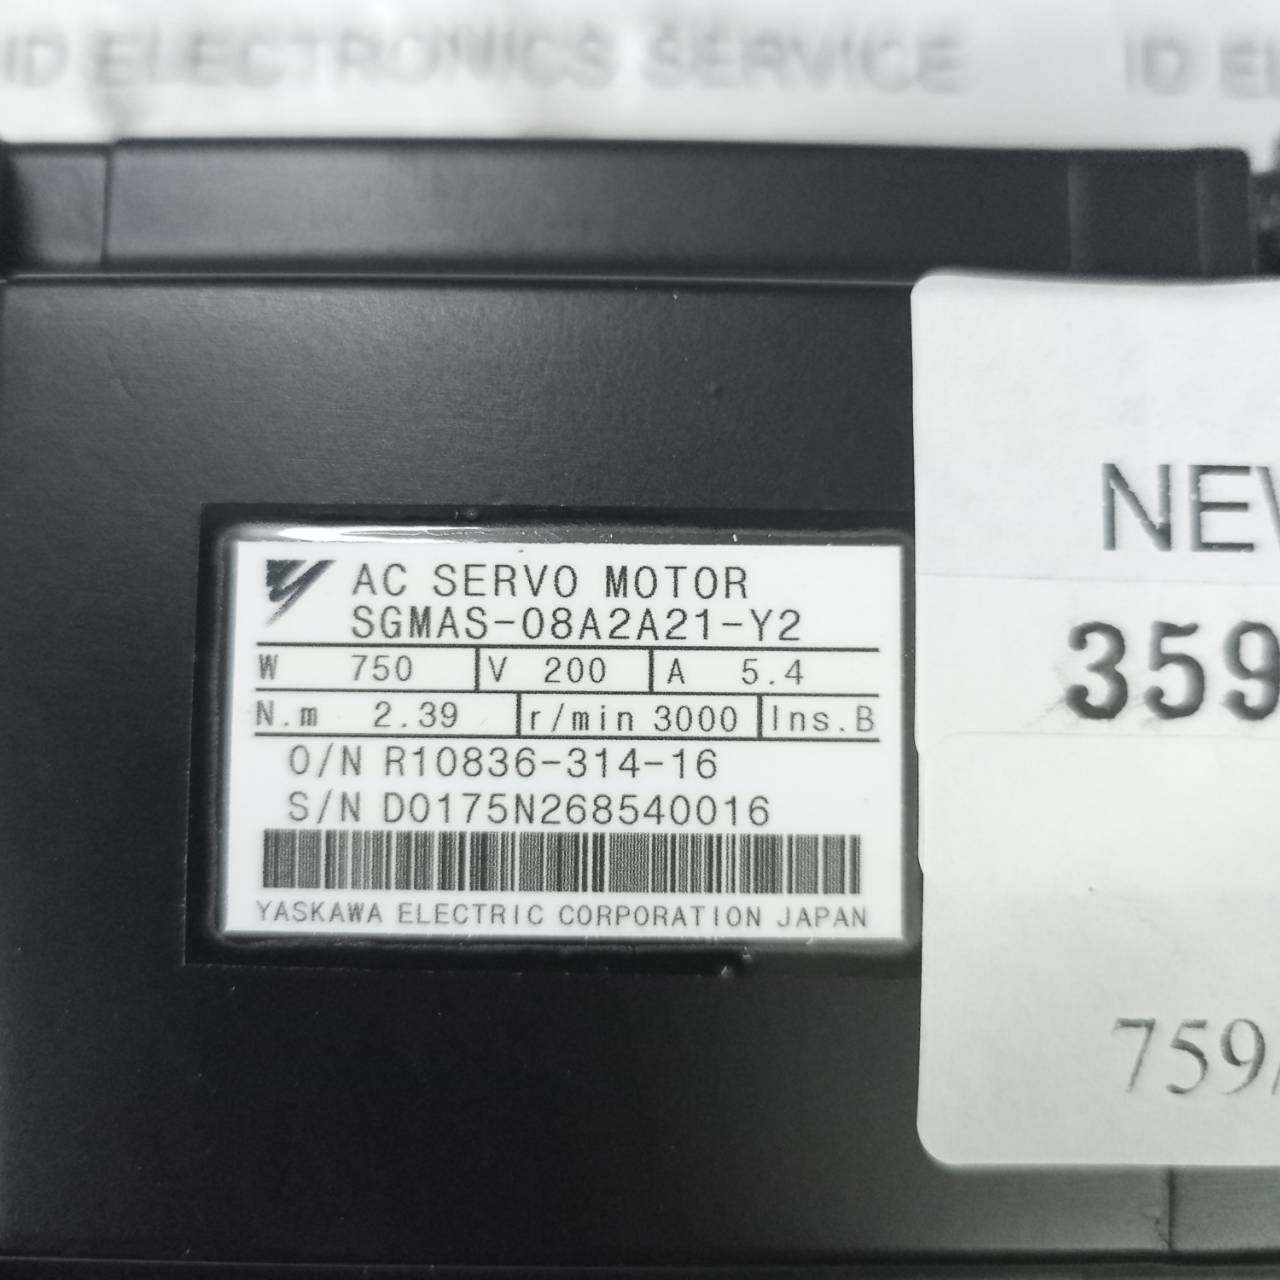 ID ELECTRONICS SERVICE ID
AC SERVO MOTOR
SGMAS-08A2A21-Y2
W 750 V 200 A 5.4
N.m 2.39 r/min 3000 Ins.B
O/N R10836-314-16
S/N D0175N268540016
YASKAWA ELECTRIC CORPORATION JAPAN
359
759/